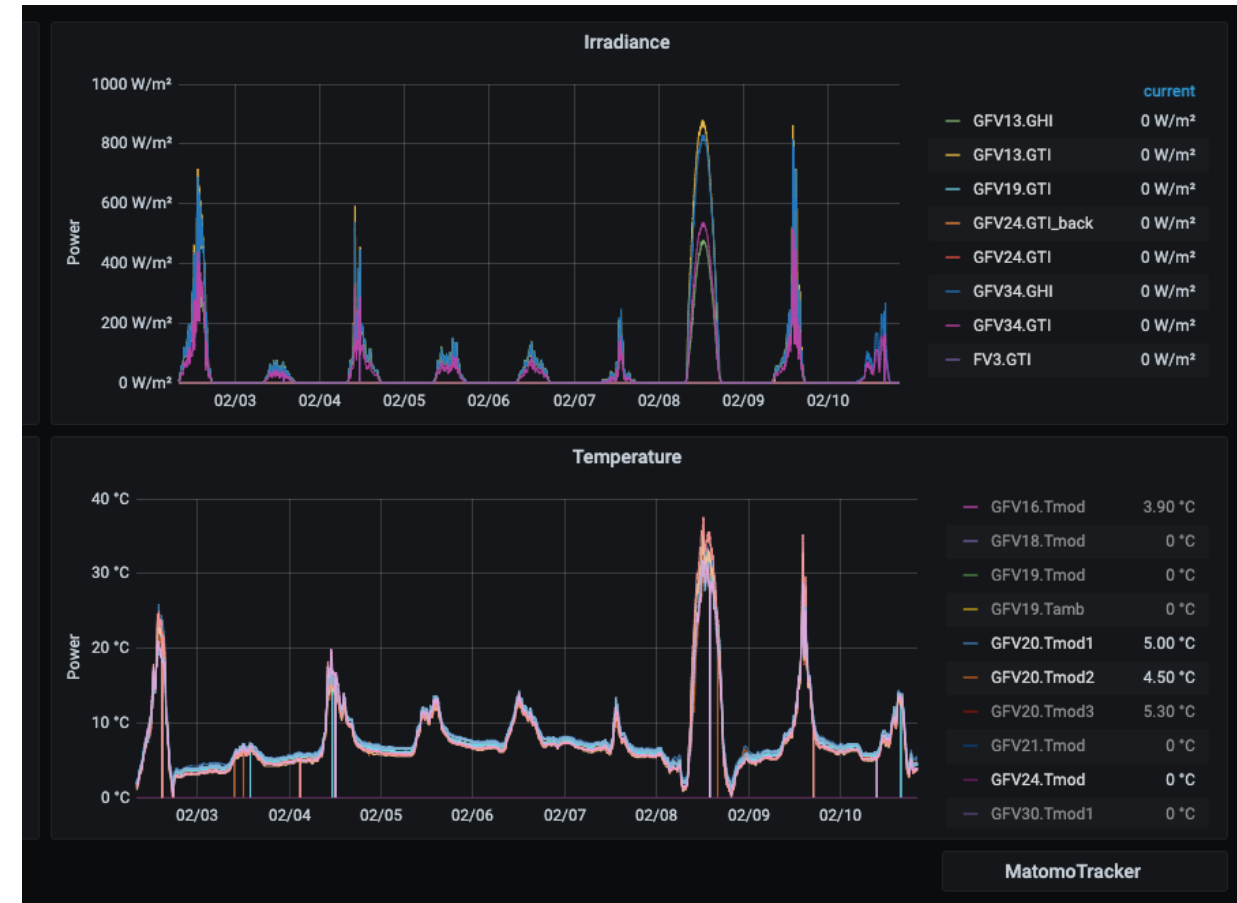 Irradiance
1000 W/m²
800 W/m²
600 W/m²
400 W/m²
200 W/m²
0 W/m²
Power
02/03 02/04 02/05 02/06 02/07 02/08 02/09 02/10
current
GFV13.GHI 0 W/m²
GFV13.GTI 0 W/m²
GFV19.GTI 0 W/m²
GFV24.GTI_back 0 W/m²
GFV24.GTI 0 W/m²
GFV34.GHI 0 W/m²
GFV34.GTI 0 W/m²
FV3.GTI 0 W/m²
Temperature
40 °C
30 °C
20 °C
10 °C
0 °C
Power
02/03 02/04 02/05 02/06 02/07 02/08 02/09 02/10
GFV16.Tmod 3.90 °C
GFV18.Tmod 0 °C
GFV19.Tmod 0 °C
GFV19.Tamb 0 °C
GFV20.Tmod1 5.00 °C
GFV20.Tmod2 4.50 °C
GFV20.Tmod3 5.30 °C
GFV21.Tmod 0 °C
GFV24.Tmod 0 °C
GFV30.Tmod1 0 °C
MatomoTracker